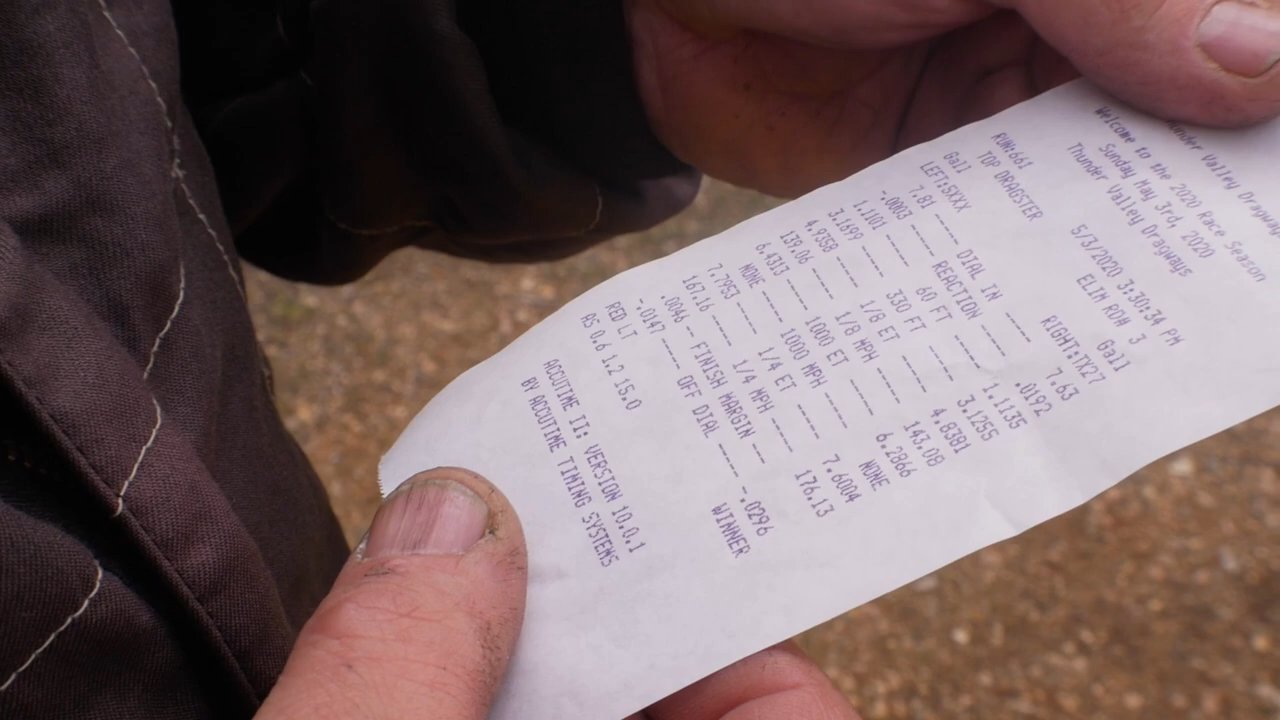 Thunder Valley Dragways
Welcome to the 2020 Race Season
Sunday May 3rd, 2020
Thunder Valley Dragways
5/3/2020 3:30:34 PM
RUN:661 ELIM RDH 3
TOP DRAGSTER
Gall Gall
LEFT:5XXX RIGHT:TX27
7.81 ---- DIAL IN ---- 7.63
-.0003 ---- REACTION ---- .0192
1.1101 ---- 60 FT ---- 1.1135
3.1699 ---- 330 FT ---- 3.1255
4.9358 ---- 1/8 ET ---- 4.8381
139.06 ---- 1/8 MPH ---- 143.08
6.4313 ---- 1000 ET ---- 6.2866
NONE ---- 1000 MPH ---- NONE
7.7953 ---- 1/4 ET ---- 7.6004
167.16 ---- 1/4 MPH ---- 176.13
.0046 -- FINISH MARGIN --
-.0147 ---- OFF DIAL ---- -.0296
RED LT WINNER
AS 0.6 1.2 15.0
ACCUTIME II: VERSION 10.0.1
BY ACCUTIME TIMING SYSTEMS